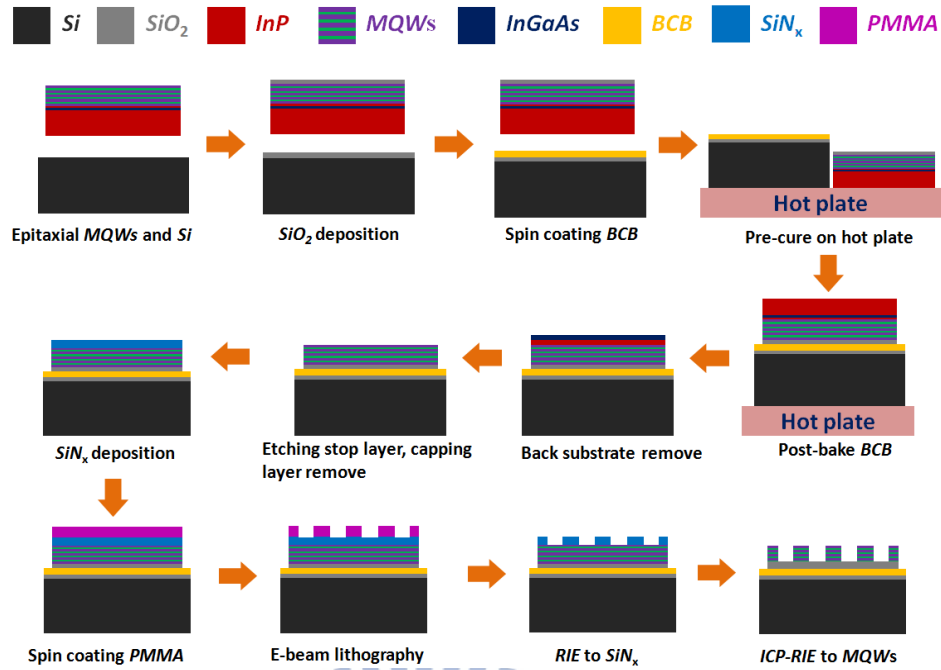 Si SiO₂ InP MQWs InGaAs BCB SiNₓ PMMA
Epitaxial MQWs and Si
SiO₂ deposition
Spin coating BCB
Hot plate
Pre-cure on hot plate
SiNₓ deposition
Etching stop layer, capping
layer remove
Back substrate remove
Hot plate
Post-bake BCB
Spin coating PMMA
E-beam lithography
RIE to SiNₓ
ICP-RIE to MQWs